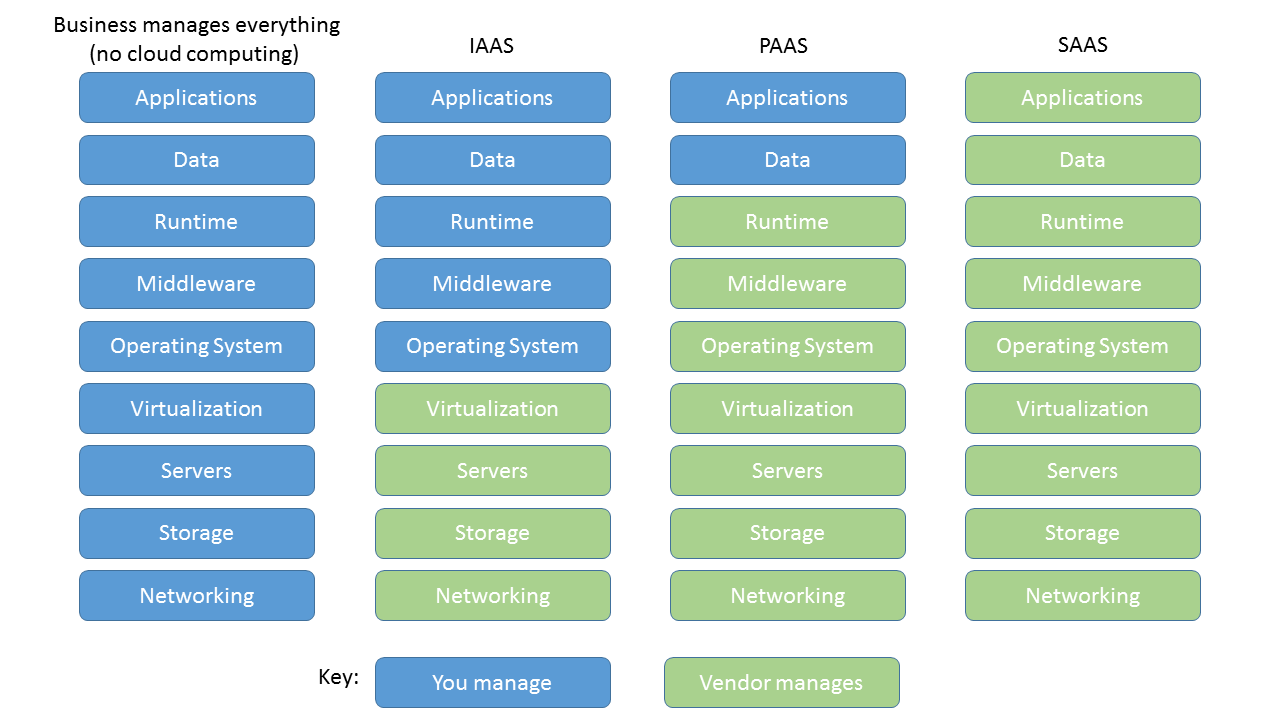 Business manages everything
(no cloud computing)
IAAS
PAAS
SAAS
Applications
Applications
Applications
Applications
Data
Data
Data
Data
Runtime
Runtime
Runtime
Runtime
Middleware
Middleware
Middleware
Middleware
Operating System
Operating System
Operating System
Operating System
Virtualization
Virtualization
Virtualization
Virtualization
Servers
Servers
Servers
Servers
Storage
Storage
Storage
Storage
Networking
Networking
Networking
Networking
Key:
You manage
Vendor manages